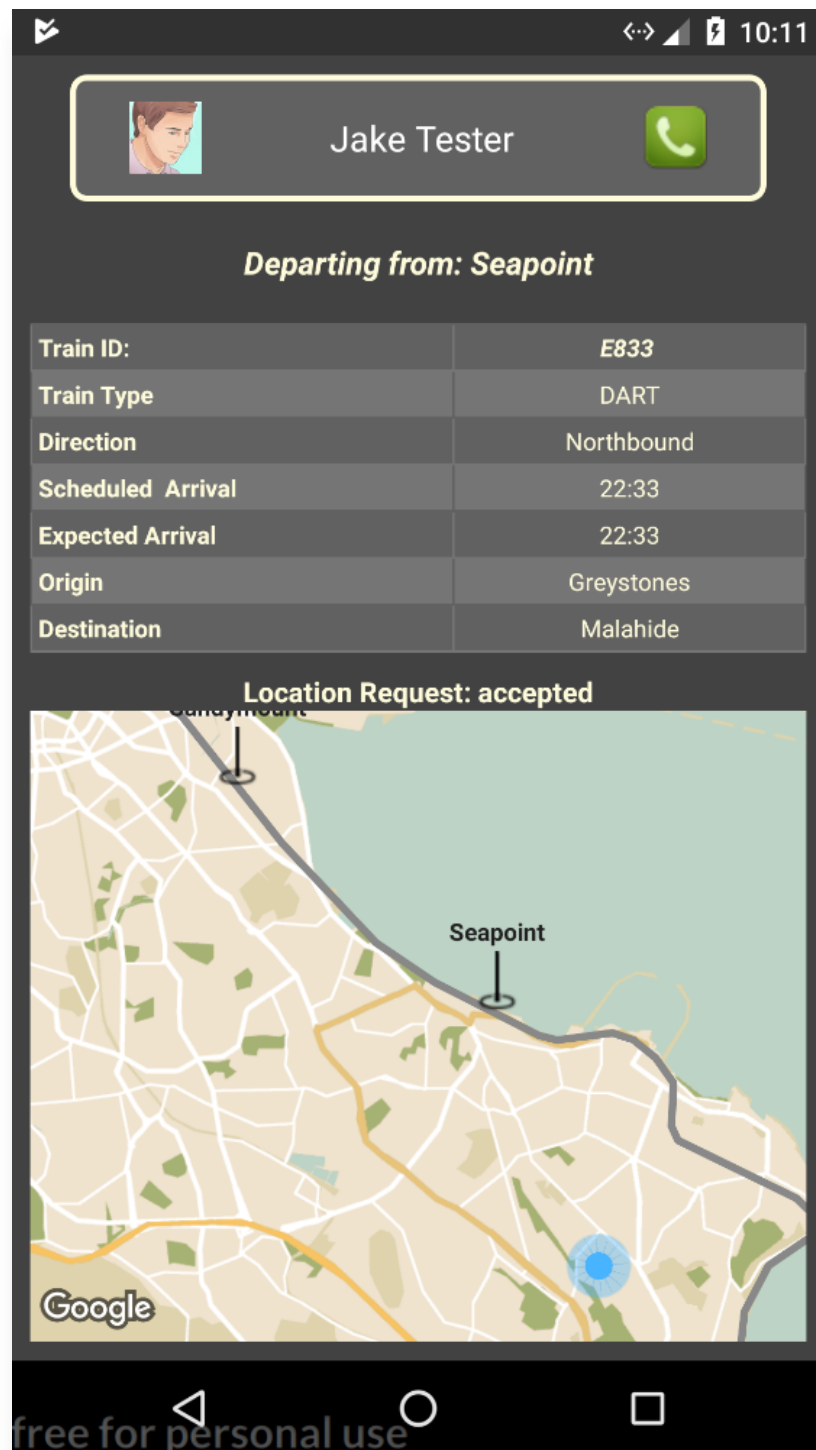 10:11
Jake Tester
Departing from: Seapoint
Train ID: E833
Train Type DART
Direction Northbound
Scheduled Arrival 22:33
Expected Arrival 22:33
Origin Greystones
Destination Malahide
Location Request: accepted
Sandymount
Seapoint
Google
free for personal use